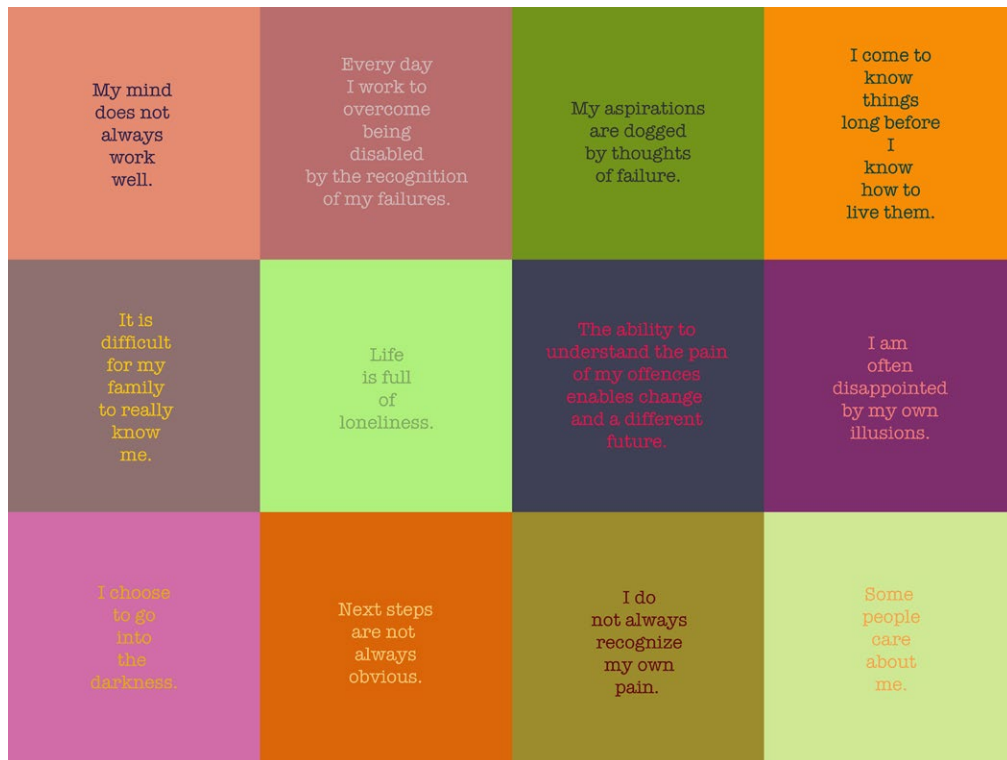 My mind
does not
always
work
well.
Every day
I work to
overcome
being
disabled
by the recognition
of my failures.
My aspirations
are dogged
by thoughts
of failure.
I come to
know
things
long before
I
know
how to
live them.
It is
difficult
for my
family
to really
know
me.
Life
is full
of
loneliness.
The ability to
understand the pain
of my offences
enables change
and a different
future.
I am
often
disappointed
by my own
illusions.
I choose
to go
into
the
darkness.
Next steps
are not
always
obvious.
I do
not always
recognize
my own
pain.
Some
people
care
about
me.